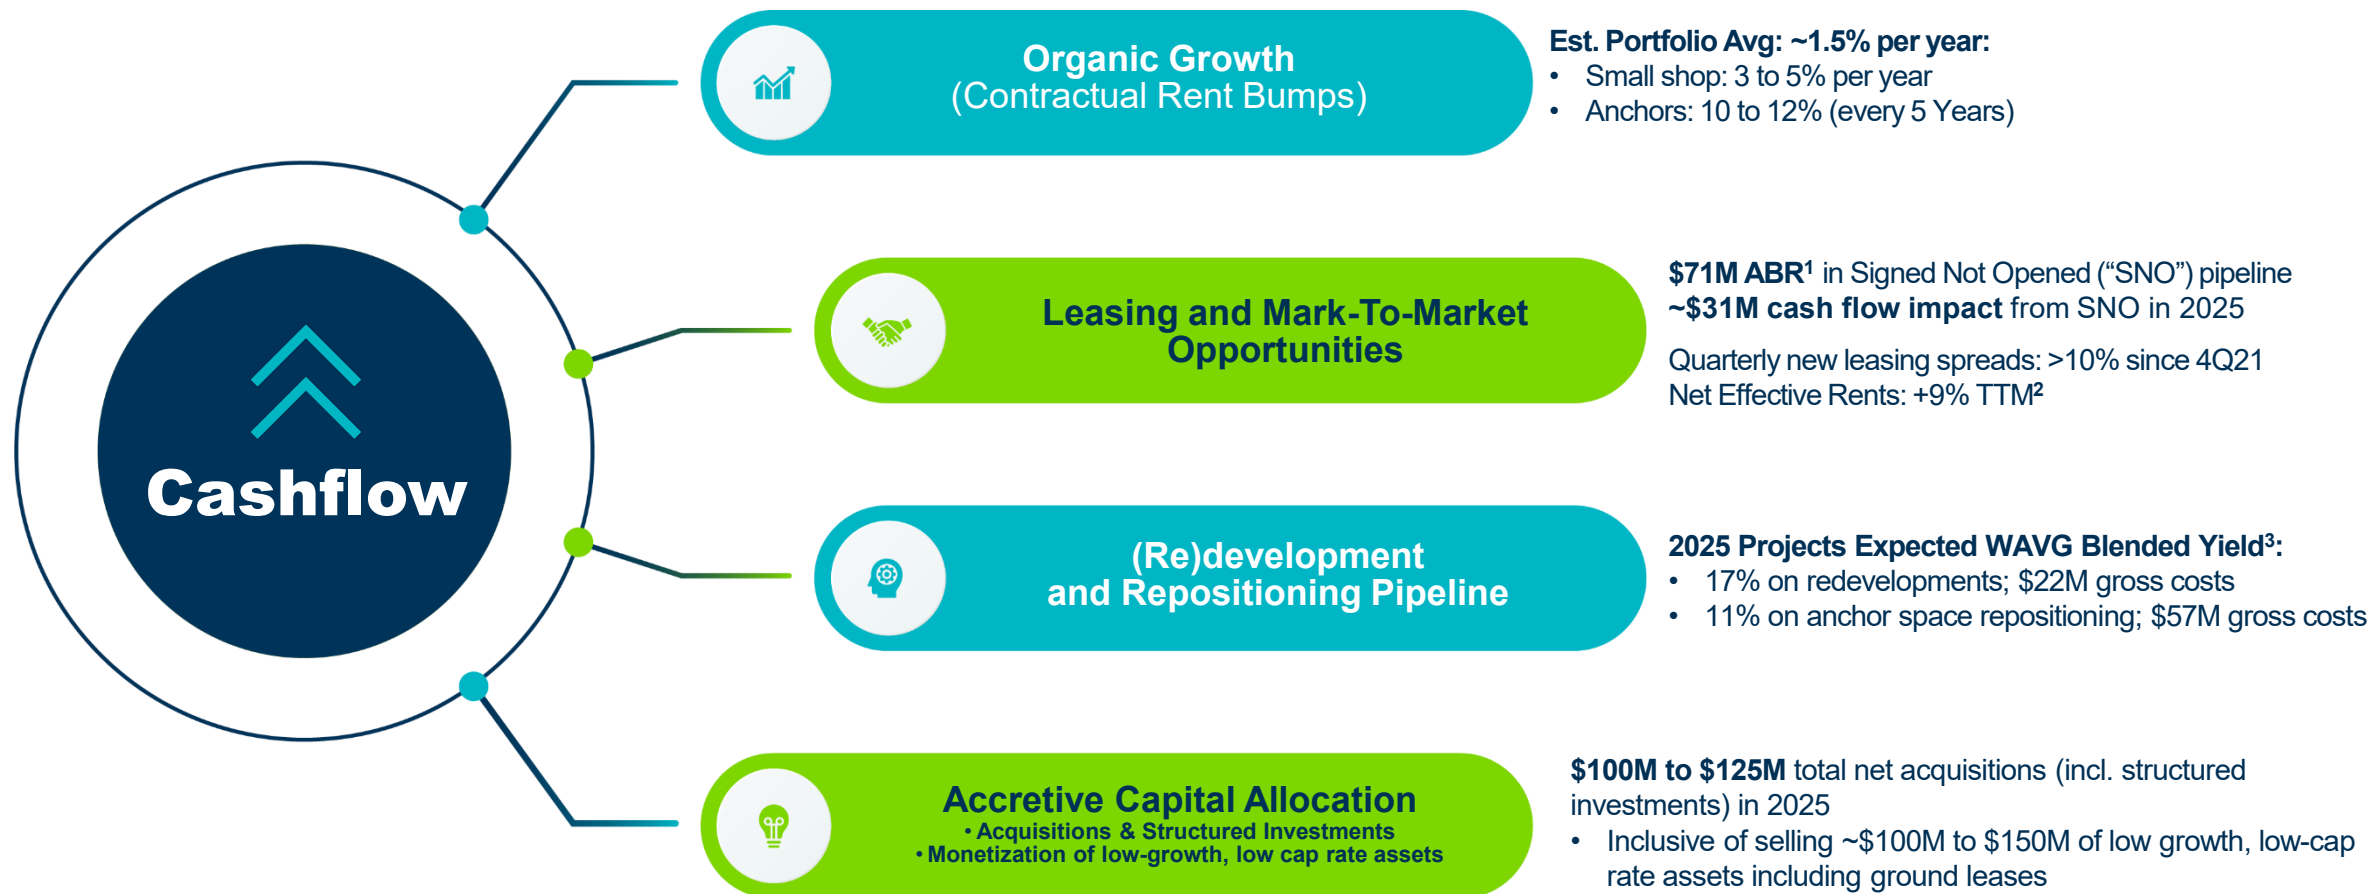 Organic Growth
(Contractual Rent Bumps)
Est. Portfolio Avg: ~1.5% per year:
• Small shop: 3 to 5% per year
• Anchors: 10 to 12% (every 5 Years)
Cashflow
Leasing and Mark-To-Market
Opportunities
$71M ABR¹ in Signed Not Opened (“SNO”) pipeline
~$31M cash flow impact from SNO in 2025
Quarterly new leasing spreads: >10% since 4Q21
Net Effective Rents: +9% TTM²
(Re)development
and Repositioning Pipeline
2025 Projects Expected WAVG Blended Yield³:
• 17% on redevelopments; $22M gross costs
• 11% on anchor space repositioning; $57M gross costs
Accretive Capital Allocation
• Acquisitions & Structured Investments
• Monetization of low-growth, low cap rate assets
$100M to $125M total net acquisitions (incl. structured
investments) in 2025
• Inclusive of selling ~$100M to $150M of low growth, low-cap
rate assets including ground leases